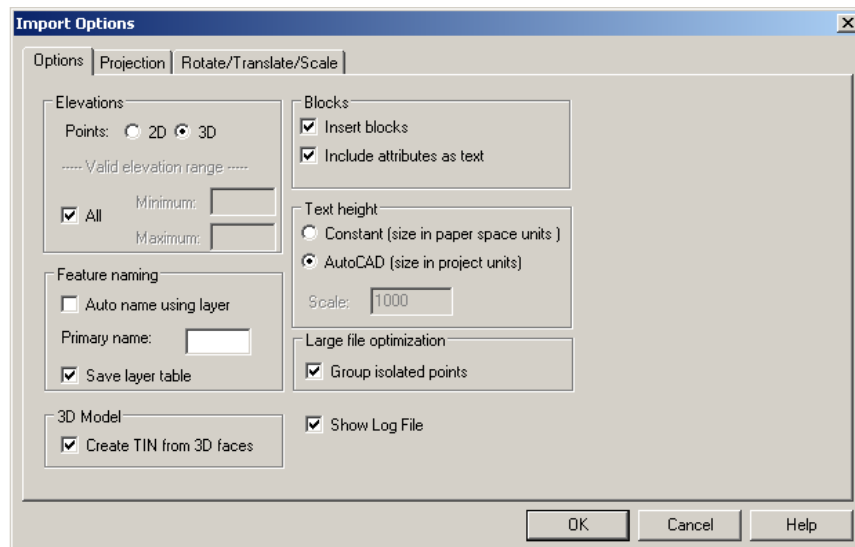 Import Options
Options
Projection
Rotate/Translate/Scale
Elevations
Points: 2D 3D
----- Valid elevation range -----
All
Minimum:
Maximum:
Feature naming
Auto name using layer
Primary name:
Save layer table
3D Model
Create TIN from 3D faces
Blocks
Insert blocks
Include attributes as text
Text height
Constant (size in paper space units )
AutoCAD (size in project units)
Scale: 1000
Large file optimization
Group isolated points
Show Log File
OK
Cancel
Help